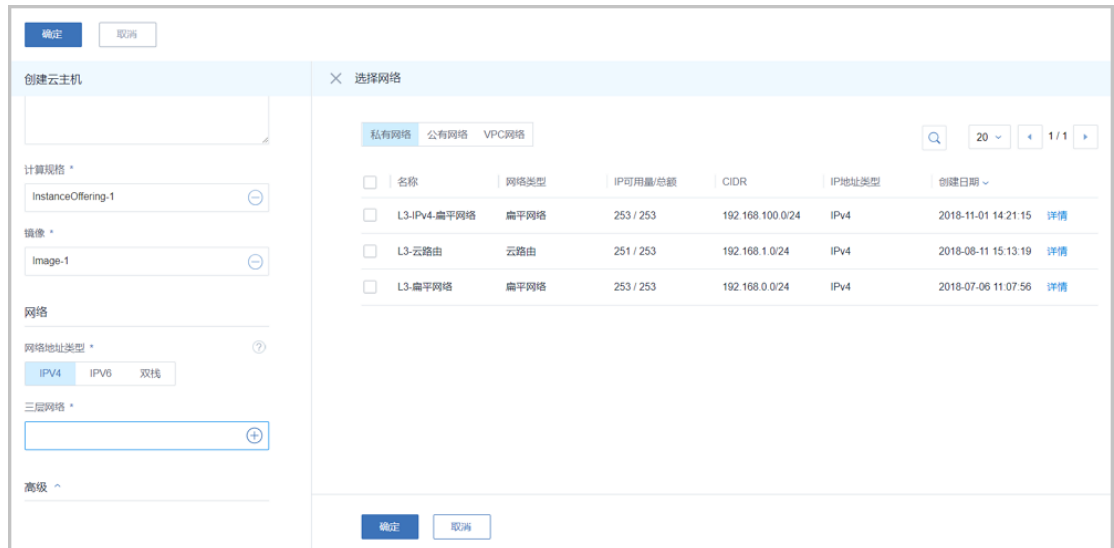 确定 取消
创建云主机
计算规格 *
InstanceOffering-1
镜像 *
Image-1
网络
网络地址类型 *
IPV4 IPV6 双栈
三层网络 *
高级
选择网络
私有网络 公有网络 VPC网络
20 1 / 1
名称 网络类型 IP可用量/总额 CIDR IP地址类型 创建日期
L3-IPv4-扁平网络 扁平网络 253 / 253 192.168.100.0/24 IPv4 2018-11-01 14:21:15 详情
L3-云路由 云路由 251 / 253 192.168.1.0/24 IPv4 2018-08-11 15:13:19 详情
L3-扁平网络 扁平网络 253 / 253 192.168.0.0/24 IPv4 2018-07-06 11:07:56 详情
确定 取消